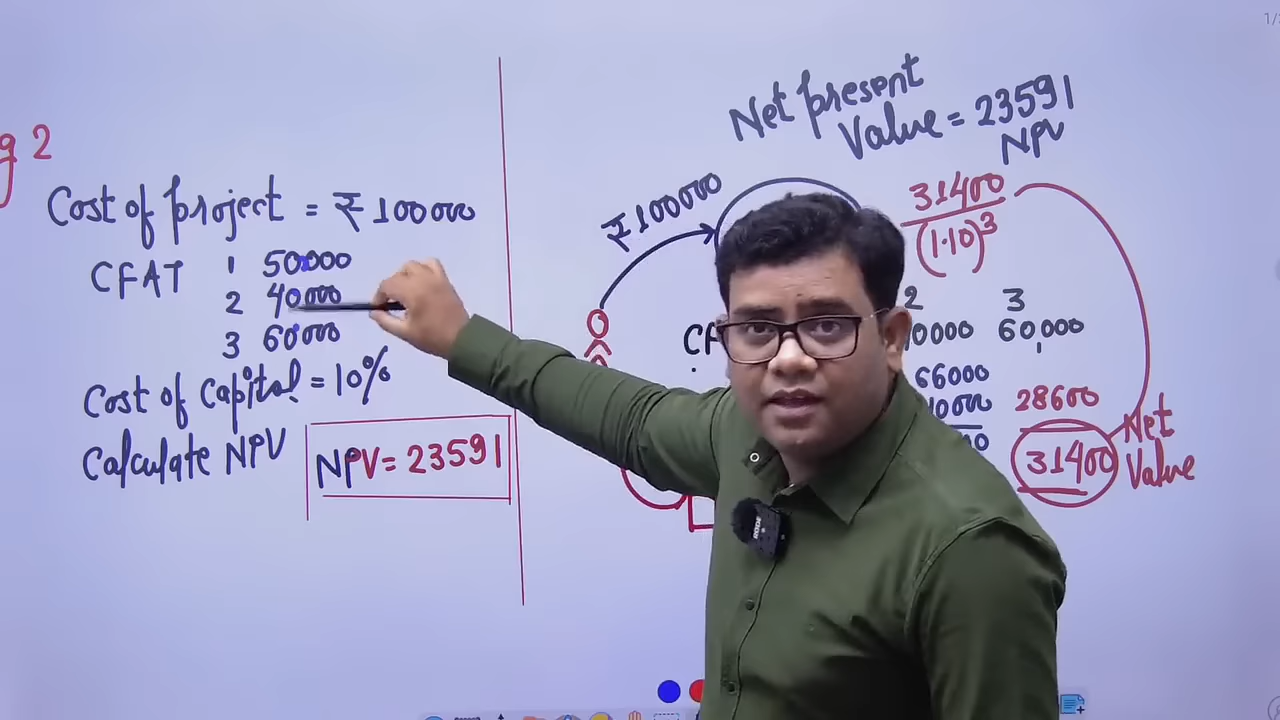 g 2
Cost of project = ₹ 100000
CFAT 1 50000
2 40000
3 60000
Cost of Capital = 10%
Calculate NPV
NPV = 23591
Net present
Value = 23591
NPV
₹ 100000
31400
(1.10)³
2 3
0000 60,000
66000
28600
31400
Net
Value
RODE